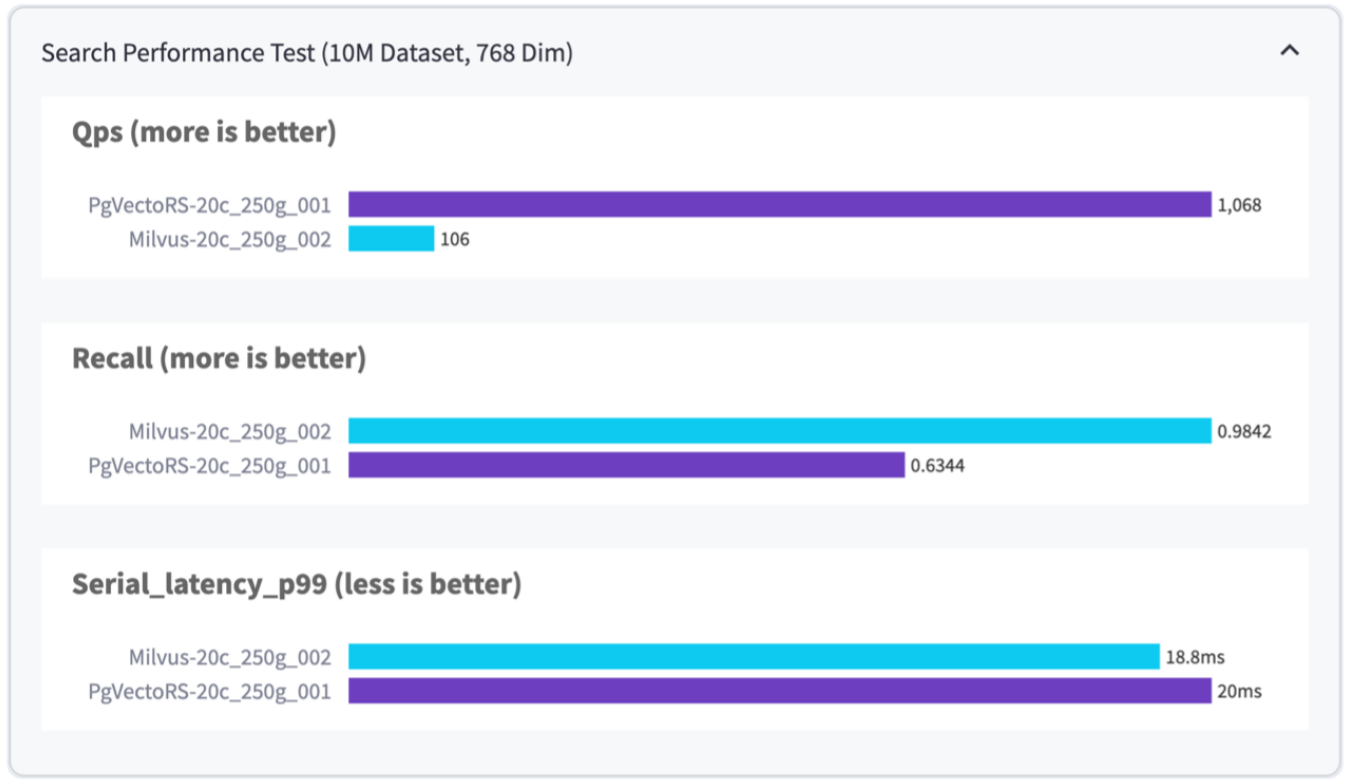 Search Performance Test (10M Dataset, 768 Dim)
Qps (more is better)
PgVectoRS-20c_250g_001 1,068
Milvus-20c_250g_002 106
Recall (more is better)
Milvus-20c_250g_002 0.9842
PgVectoRS-20c_250g_001 0.6344
Serial_latency_p99 (less is better)
Milvus-20c_250g_002 18.8ms
PgVectoRS-20c_250g_001 20ms